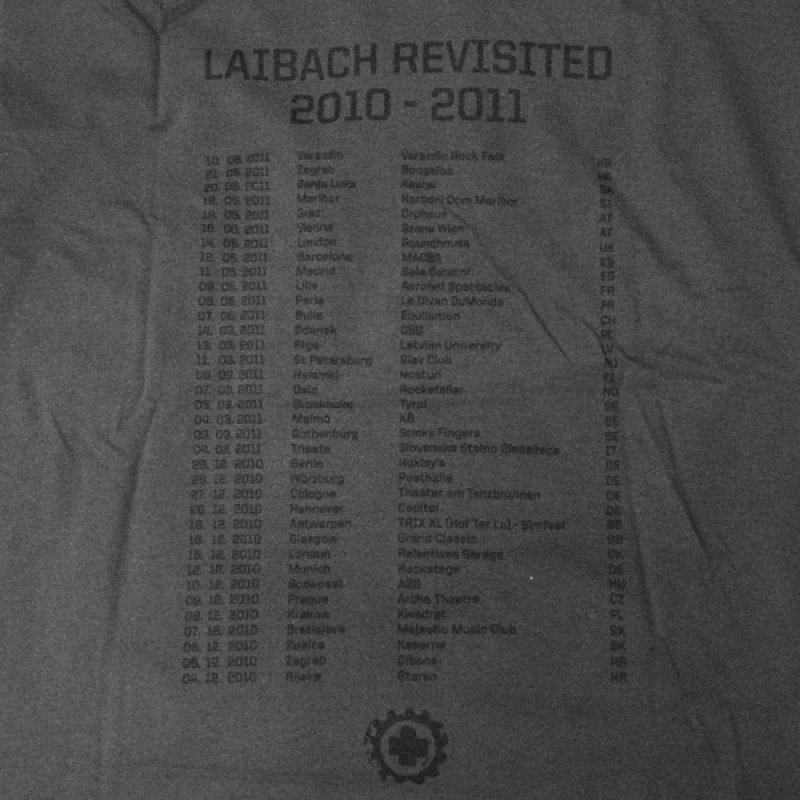 LAIBACH REVISITED
2010 - 2011
10. 06. 2011 Varazdin Varazdin Rock Fest HR
21. 05. 2011 Zagreb Boogaloo HR
20. 05. 2011 Banja Luka Kastel BA
19. 05. 2011 Maribor Narodni Dom Maribor SI
18. 05. 2011 Graz Orpheus AT
16. 05. 2011 Vienna Szene Wien AT
14. 05. 2011 London Roundhouse UK
12. 05. 2011 Barcelona MACBA ES
11. 05. 2011 Madrid Sala Caracol ES
09. 05. 2011 Lille Aeronef Spectacles FR
08. 05. 2011 Paris Le Divan DuMonde FR
07. 05. 2011 Bulle Ebullition CH
14. 03. 2011 Gdansk CSG PL
13. 03. 2011 Riga Latvian University LV
11. 03. 2011 St Petersburg Glav Club RU
09. 03. 2011 Helsinki Nosturi FI
07. 03. 2011 Oslo Rockefeller NO
05. 03. 2011 Stockholm Tyrol SE
04. 03. 2011 Malmö KB SE
03. 03. 2011 Gothenburg Sticky Fingers SE
04. 02. 2011 Trieste Slovensko Stalno Gledalisce IT
29. 12. 2010 Berlin Huxley's DE
28. 12. 2010 Würzburg Posthalle DE
27. 12. 2010 Cologne Theater am Tanzbrunnen DE
26. 12. 2010 Hannover Capitol DE
18. 12. 2010 Antwerpen TRIX XL (Hof Ter Lo) - Bimfest
16. 12. 2010 Glasgow Grand Classic GB
15. 12. 2010 London Relentless Garage UK
12. 12. 2010 Munich Backstage DE
10. 12. 2010 Budapest A38 HU
09. 12. 2010 Prague Archa Theatre CZ
08. 12. 2010 Krakow Kwadrat PL
07. 12. 2010 Bratislava Majestic Music Club SK
06. 12. 2010 Kosice Kasarne SK
05. 12. 2010 Zagreb Cibona HR
04. 12. 2010 Rijeka Stereo HR